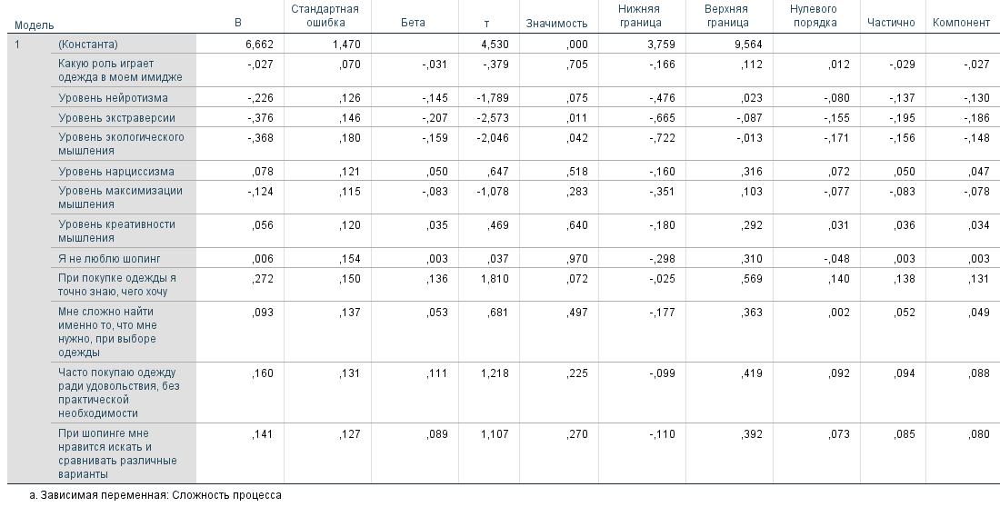 Модель B Стандартная ошибка Бета т Значимость Нижняя граница Верхняя граница Нулевого порядка Частично Компонент
1 (Константа) 6,662 1,470 4,530 ,000 3,759 9,564
Какую роль играет одежда в моем имидже -,027 ,070 -,031 -,379 ,705 -,166 ,112 ,012 -,029 -,027
Уровень нейротизма -,226 ,126 -,145 -1,789 ,075 -,476 ,023 -,080 -,137 -,130
Уровень экстраверсии -,376 ,146 -,207 -2,573 ,011 -,665 -,087 -,155 -,195 -,186
Уровень экологического мышления -,368 ,180 -,159 -2,046 ,042 -,722 -,013 -,171 -,156 -,148
Уровень нарциссизма ,078 ,121 ,050 ,647 ,518 -,160 ,316 ,072 ,050 ,047
Уровень максимизации мышления -,124 ,115 -,083 -1,078 ,283 -,351 ,103 -,077 -,083 -,078
Уровень креативности мышления ,056 ,120 ,035 ,469 ,640 -,180 ,292 ,031 ,036 ,034
Я не люблю шопинг ,006 ,154 ,003 ,037 ,970 -,298 ,310 -,048 ,003 ,003
При покупке одежды я точно знаю, чего хочу ,272 ,150 ,136 1,810 ,072 -,025 ,569 ,140 ,138 ,131
Мне сложно найти именно то, что мне нужно, при выборе одежды ,093 ,137 ,053 ,681 ,497 -,177 ,363 ,002 ,052 ,049
Часто покупаю одежду ради удовольствия, без практической необходимости ,160 ,131 ,111 1,218 ,225 -,099 ,419 ,092 ,094 ,088
При шопинге мне нравится искать и сравнивать различные варианты ,141 ,127 ,089 1,107 ,270 -,110 ,392 ,073 ,085 ,080
a. Зависимая переменная: Сложность процесса